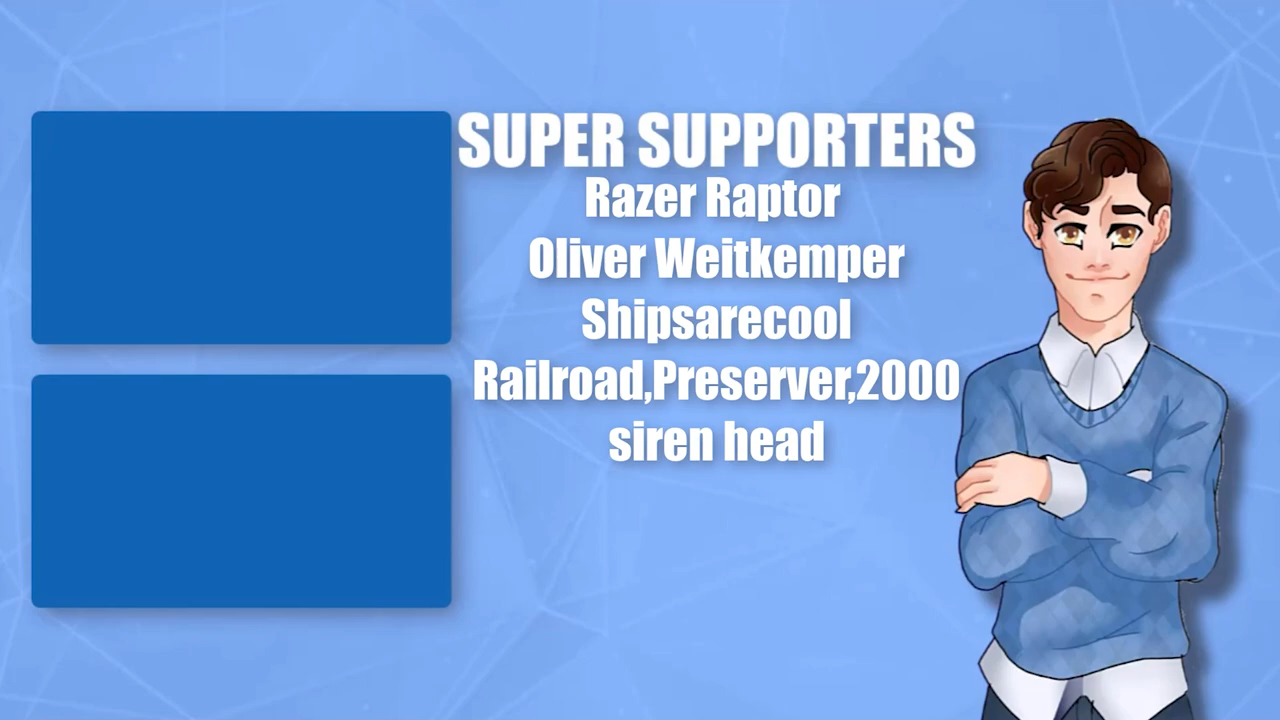 SUPER SUPPORTERS
Razer Raptor
Oliver Weitkemper
Shipsarecool
Railroad,Preserver,2000
siren head